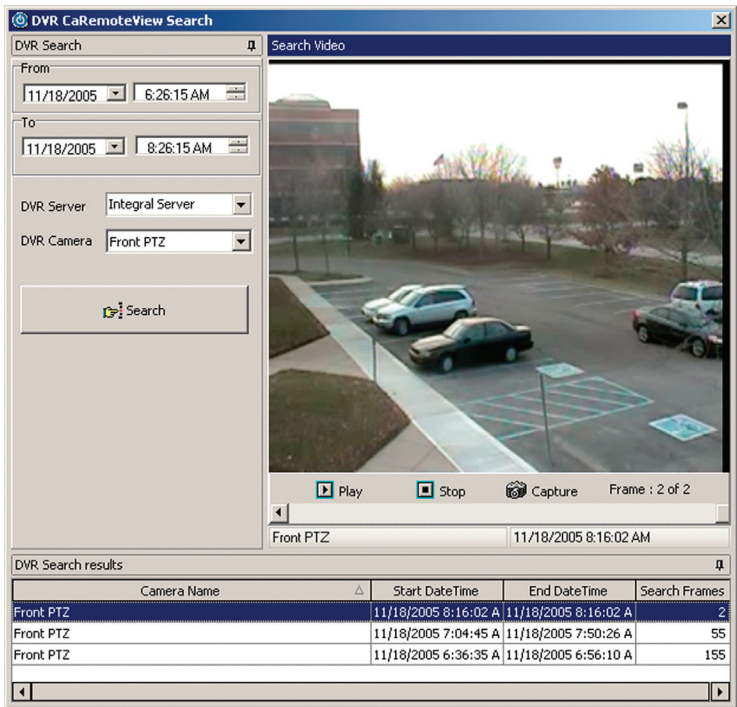 DVR CaRemoteView Search
DVR Search
Search Video
From
11/18/2005 6:26:15 AM
To
11/18/2005 8:26:15 AM
DVR Server Integral Server
DVR Camera Front PTZ
Search
Play Stop Capture Frame : 2 of 2
Front PTZ 11/18/2005 8:16:02 AM
DVR Search results
Camera Name Start DateTime End DateTime Search Frames
Front PTZ 11/18/2005 8:16:02 A 11/18/2005 8:16:02 A 2
Front PTZ 11/18/2005 7:04:45 A 11/18/2005 7:50:26 A 55
Front PTZ 11/18/2005 6:36:35 A 11/18/2005 6:56:10 A 155